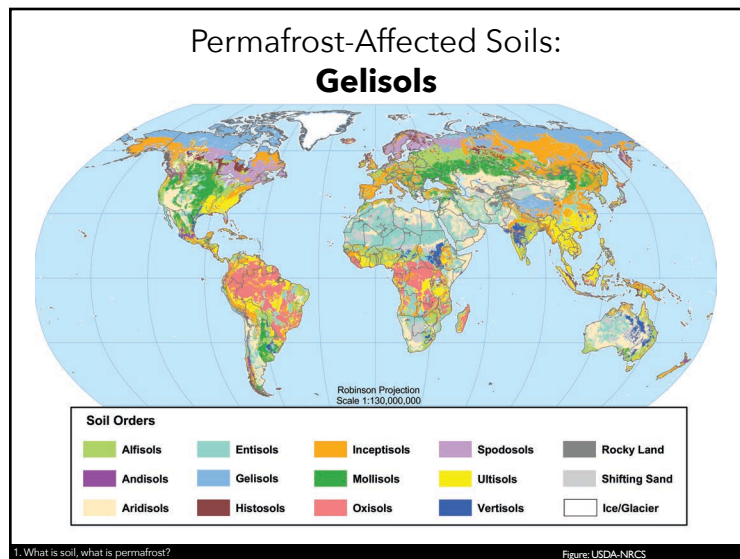 Permafrost-Affected Soils:
Gelisols
Robinson Projection
Scale 1:130,000,000
Soil Orders
Alfisols
Entisols
Inceptisols
Spodosols
Rocky Land
Andisols
Gelisols
Mollisols
Ultisols
Shifting Sand
Aridisols
Histosols
Oxisols
Vertisols
Ice/Glacier
1. What is soil, what is permafrost?
Figure: USDA-NRCS